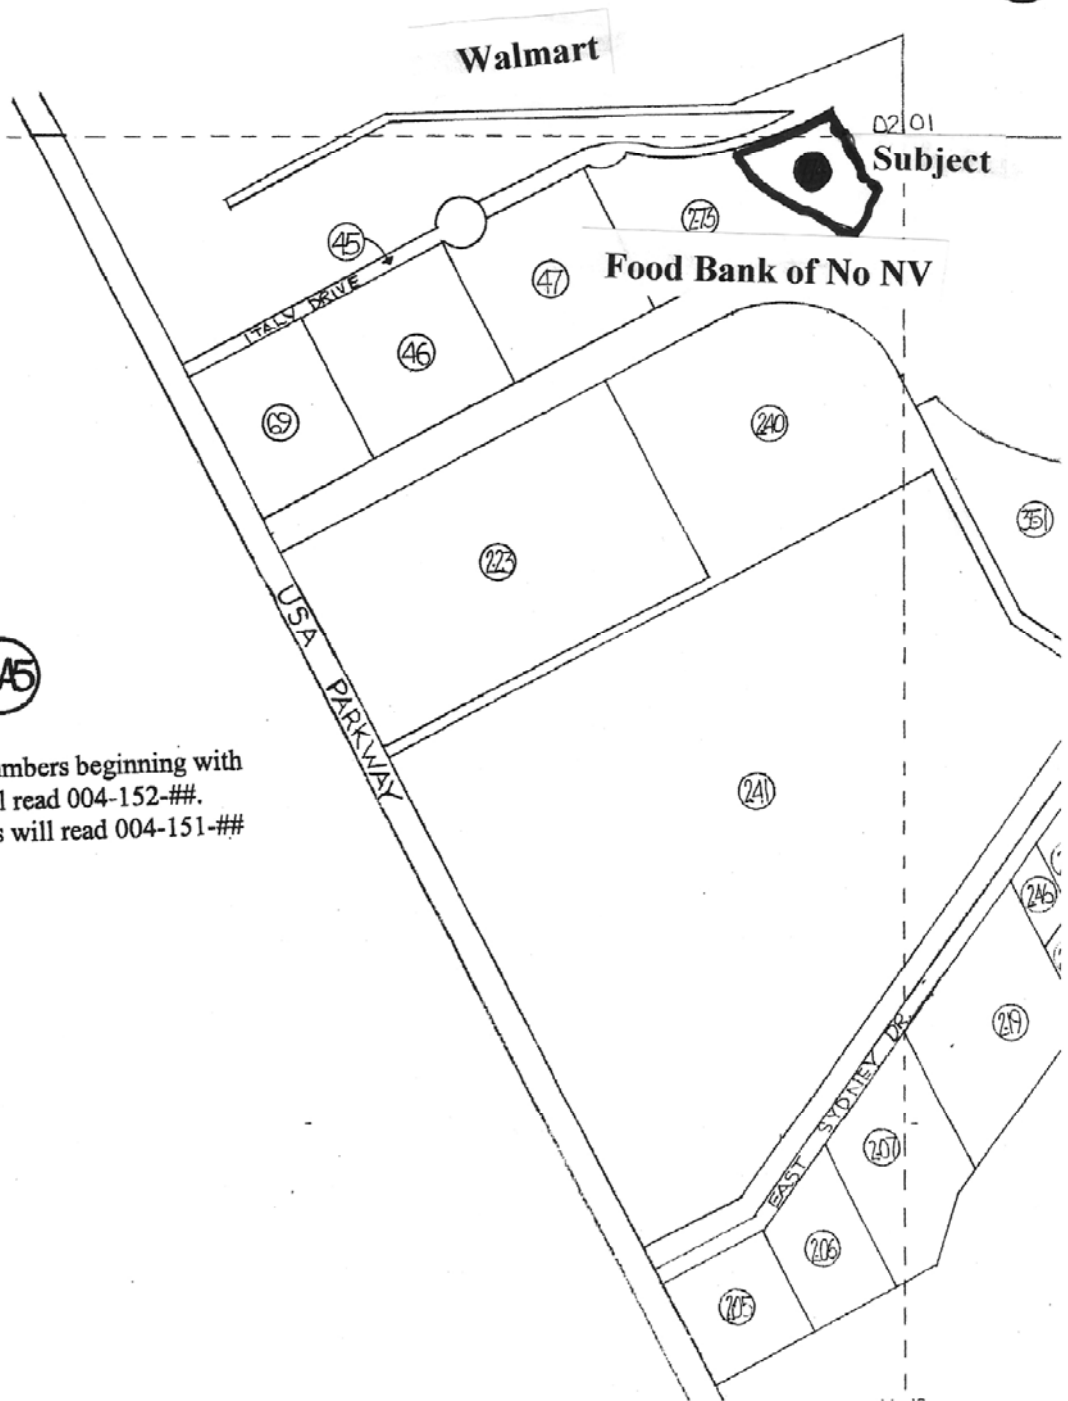 Walmart
02 01
Subject
45
275
Food Bank of No NV
47
ITALY DRIVE
46
69
240
351
223
USA PARKWAY
A5
mbers beginning with
l read 004-152-##.
s will read 004-151-##
241
246
219
EAST SYDNEY DR.
207
206
205